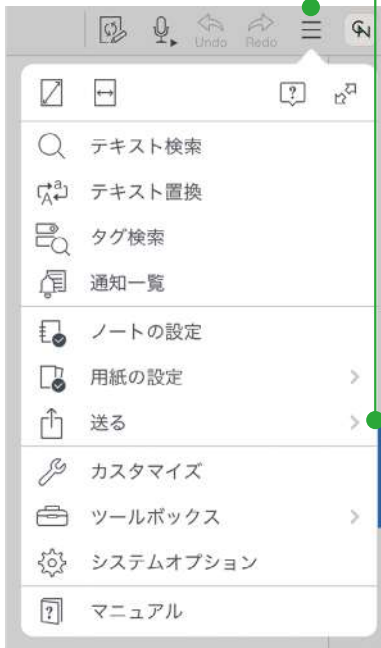 Undo Redo
テキスト検索
テキスト置換
タグ検索
通知一覧
ノートの設定
用紙の設定
送る
カスタマイズ
ツールボックス
システムオプション
マニュアル